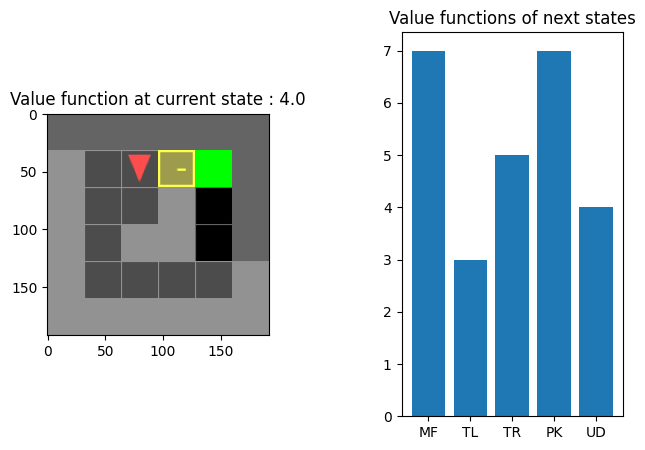 Value functions of next states
Value function at current state : 4.0
0
50
100
150
0
50
100
150
7
6
5
4
3
2
1
0
MF
TL
TR
PK
UD